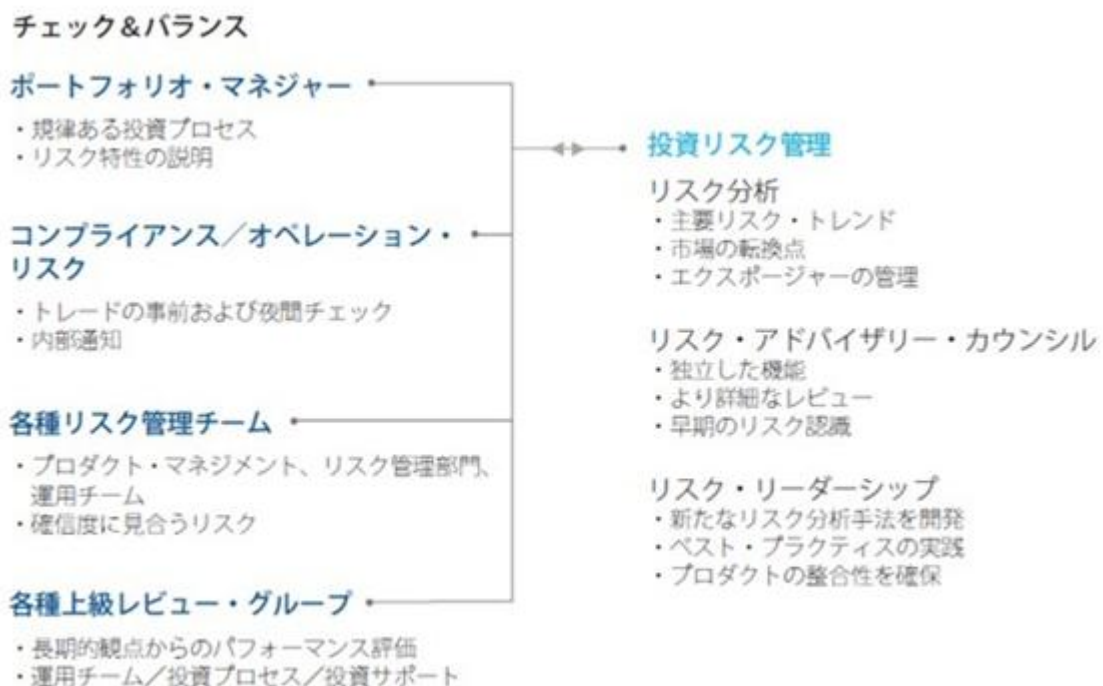 チェック＆バランス
ポートフォリオ・マネジャー
・規律ある投資プロセス
・リスク特性の説明
コンプライアンス／オペレーション・
リスク
・トレードの事前および夜間チェック
・内部通知
各種リスク管理チーム
・プロダクト・マネジメント、リスク管理部門、
運用チーム
・確信度に見合うリスク
各種上級レビュー・グループ
・長期的観点からのパフォーマンス評価
・運用チーム／投資プロセス／投資サポート
投資リスク管理
リスク分析
・主要リスク・トレンド
・市場の転換点
・エクスポージャーの管理
リスク・アドバイザリー・カウンシル
・独立した機能
・より詳細なレビュー
・早期のリスク認識
リスク・リーダーシップ
・新たなリスク分析手法を開発
・ベスト・プラクティスの実践
・プロダクトの整合性を確保